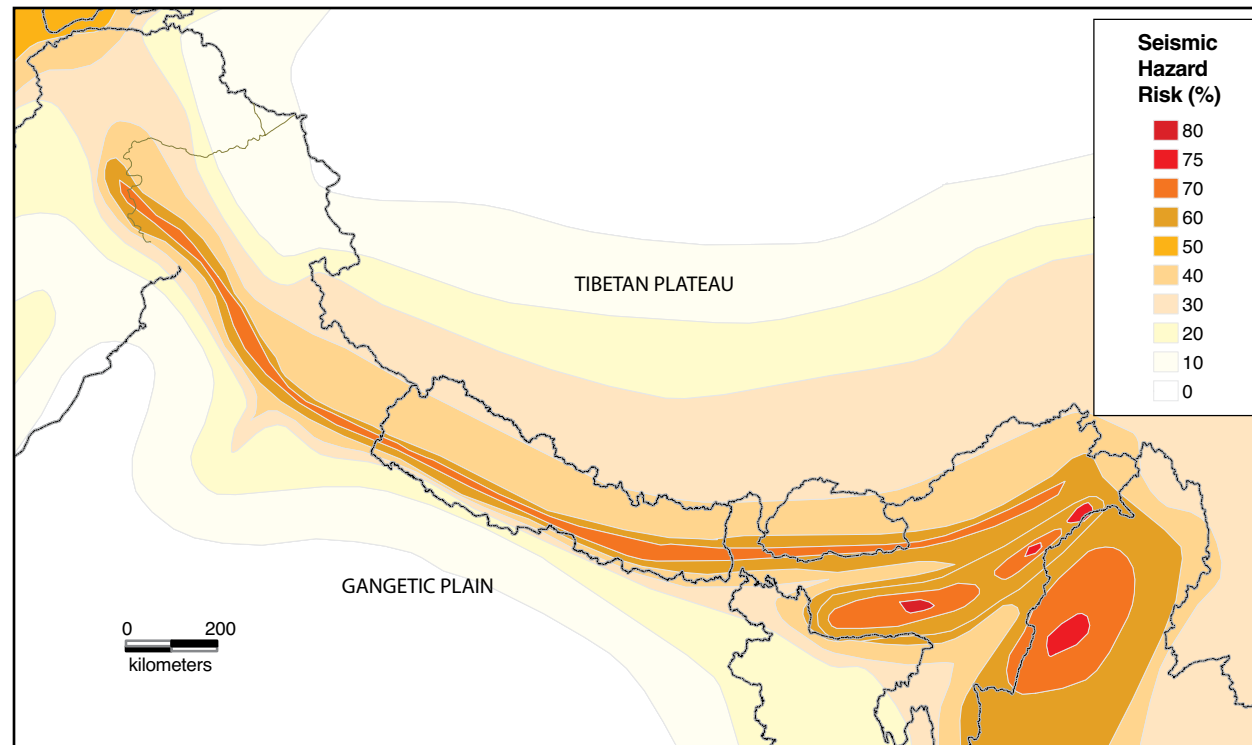 Seismic
Hazard
Risk (%)
80
75
70
60
50
40
30
20
10
0
TIBETAN PLATEAU
GANGETIC PLAIN
0 200
kilometers